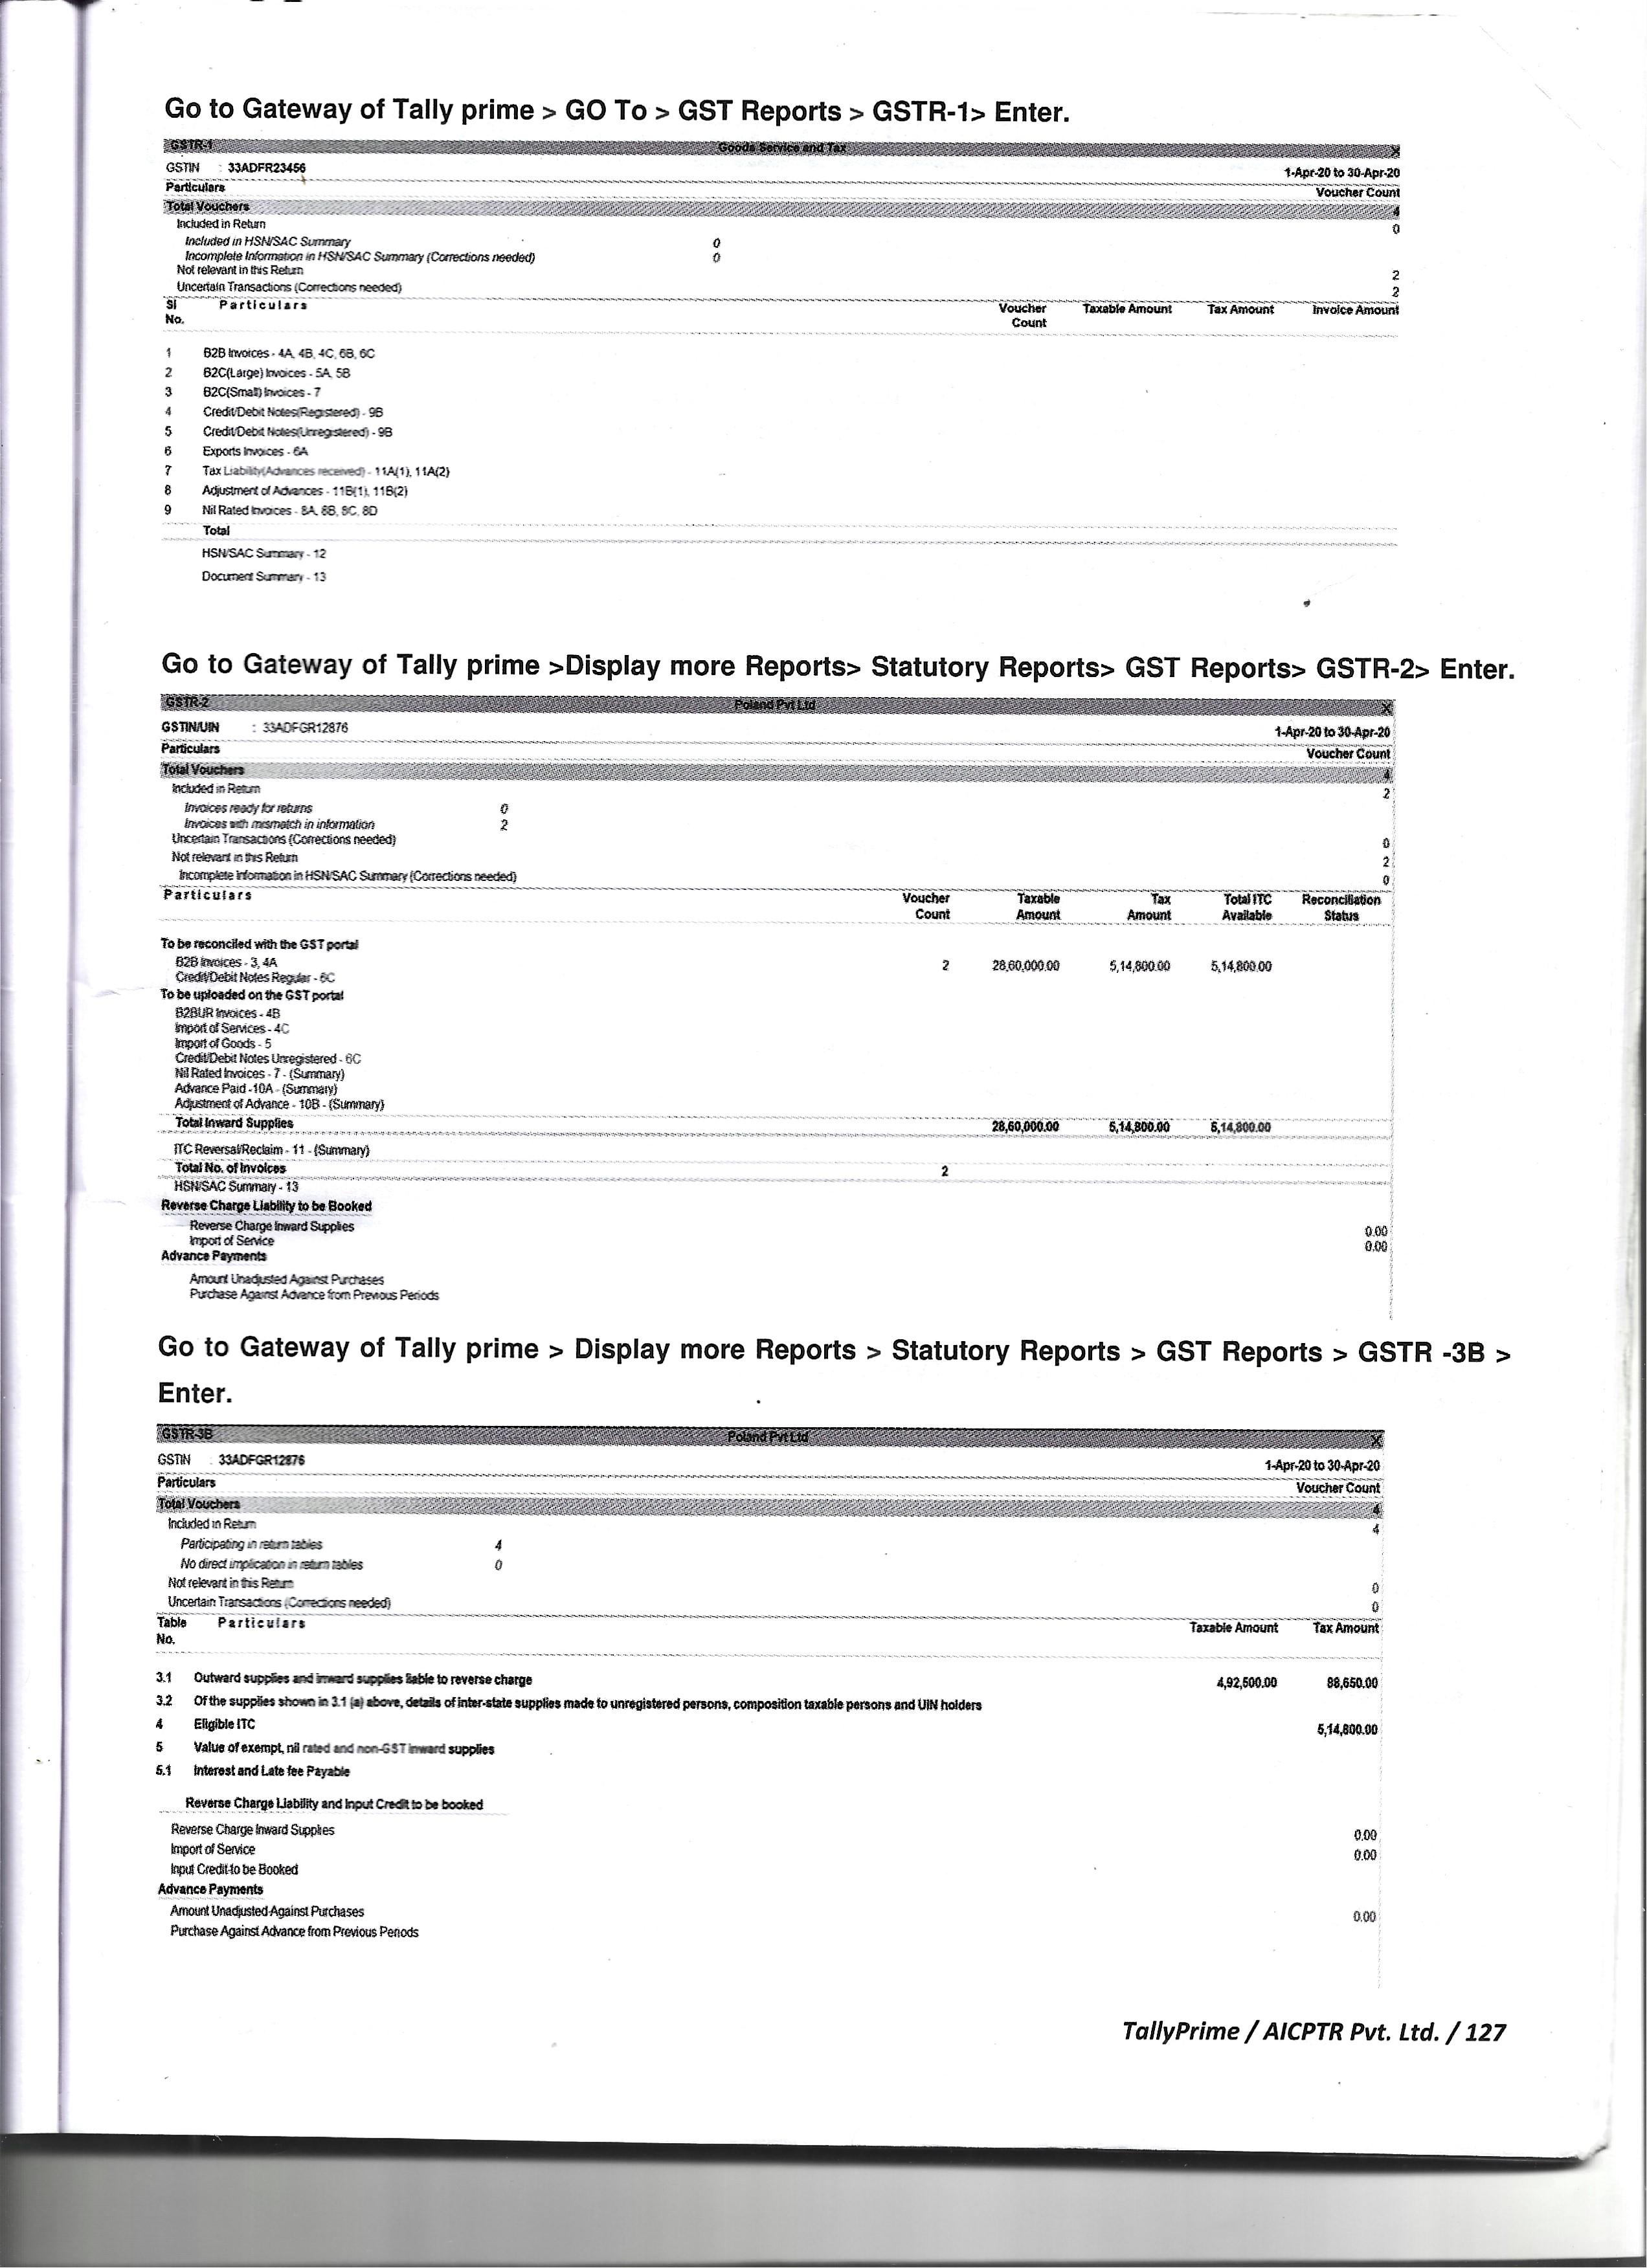 Go to Gateway of Tally prime > GO To > GST Reports > GSTR-1> Enter.
GSTR-1 Goods Service and Tax X
GSTIN : 33ADFR23456 1-Apr-20 to 30-Apr-20
Particulars Voucher Count
Total Vouchers 4
Included in Return 0
Included in HSN/SAC Summary 0
Incomplete Information in HSN/SAC Summary (Corrections needed) 0
Not relevant in this Return 2
Uncertain Transactions (Corrections needed) 2
Sl No. Particulars Voucher Count Taxable Amount Tax Amount Invoice Amount
1 B2B Invoices - 4A, 4B, 4C, 6B, 6C
2 B2C(Large) Invoices - 5A, 5B
3 B2C(Small) Invoices - 7
4 Credit/Debit Notes(Registered) - 9B
5 Credit/Debit Notes(Unregistered) - 9B
6 Exports Invoices - 6A
7 Tax Liability(Advances received) - 11A(1), 11A(2)
8 Adjustment of Advances - 11B(1), 11B(2)
9 Nil Rated Invoices - 8A, 8B, 8C, 8D
Total
HSN/SAC Summary - 12
Document Summary - 13
Go to Gateway of Tally prime >Display more Reports> Statutory Reports> GST Reports> GSTR-2> Enter.
GSTR-2 Poland Pvt Ltd X
GSTIN/UIN : 33ADFGR12876 1-Apr-20 to 30-Apr-20
Particulars Voucher Count
Total Vouchers 4
Included in Return 2
Invoices ready for returns 0
Invoices with mismatch in information 2
Uncertain Transactions (Corrections needed) 0
Not relevant in this Return 2
Incomplete information in HSN/SAC Summary (Corrections needed) 0
Particulars Voucher Count Taxable Amount Tax Amount Total ITC Available Reconciliation Status
To be reconciled with the GST portal
B2B Invoices - 3, 4A 2 28,60,000.00 5,14,800.00 5,14,800.00
Credit/Debit Notes Regular - 6C
To be uploaded on the GST portal
B2BUR Invoices - 4B
Import of Services - 4C
Import of Goods - 5
Credit/Debit Notes Unregistered - 6C
Nil Rated Invoices - 7 - (Summary)
Advance Paid -10A - (Summary)
Adjustment of Advance - 10B - (Summary)
Total Inward Supplies 28,60,000.00 5,14,800.00 5,14,800.00
ITC Reversal/Reclaim - 11 - (Summary)
Total No. of Invoices 2
HSN/SAC Summary - 13
Reverse Charge Liability to be Booked
Reverse Charge Inward Supplies 0.00
Import of Service 0.00
Advance Payments
Amount Unadjusted Against Purchases
Purchase Against Advance from Previous Periods
Go to Gateway of Tally prime > Display more Reports > Statutory Reports > GST Reports > GSTR -3B >
Enter.
GSTR-3B Poland Pvt Ltd X
GSTIN : 33ADFGR12876 1-Apr-20 to 30-Apr-20
Particulars Voucher Count
Total Vouchers 4
Included in Return 4
Participating in return tables 4
No direct implication in return tables 0
Not relevant in this Return 0
Uncertain Transactions (Corrections needed) 0
Table No. Particulars Taxable Amount Tax Amount
3.1 Outward supplies and inward supplies liable to reverse charge 4,92,500.00 88,650.00
3.2 Of the supplies shown in 3.1 (a) above, details of inter-state supplies made to unregistered persons, composition taxable persons and UIN holders
4 Eligible ITC 5,14,800.00
5 Value of exempt, nil rated and non-GST inward supplies
5.1 Interest and Late fee Payable
Reverse Charge Liability and Input Credit to be booked
Reverse Charge Inward Supplies 0.00
Import of Service 0.00
Input Credit to be Booked
Advance Payments
Amount Unadjusted Against Purchases 0.00
Purchase Against Advance from Previous Periods
TallyPrime / AICPTR Pvt. Ltd. / 127